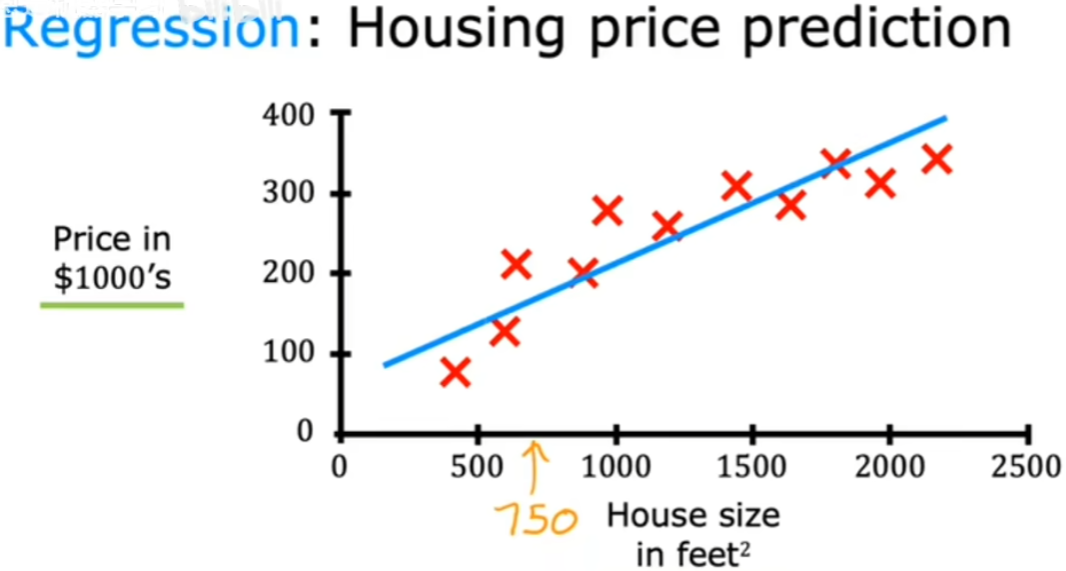 Regression: Housing price prediction
400
300
200
100
0
Price in
$1000's
0 500 1000 1500 2000 2500
750
House size
in feet²